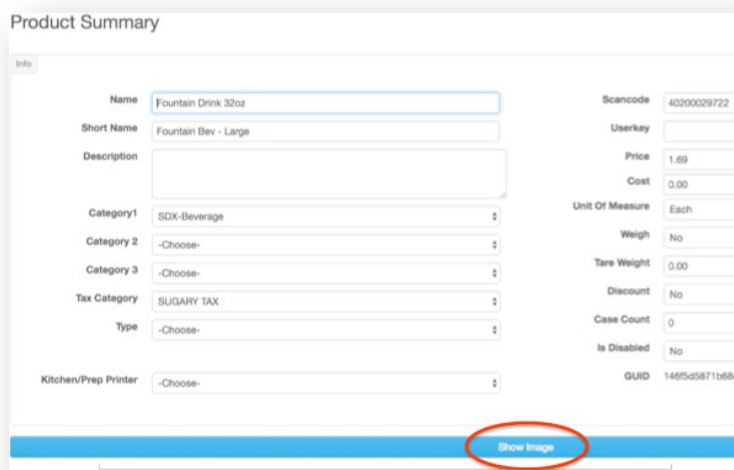 Product Summary
Info
Name Fountain Drink 32oz
Short Name Fountain Bev - Large
Description
Category1 SDX-Beverage
Category 2 -Choose-
Category 3 -Choose-
Tax Category SUGARY TAX
Type -Choose-
Kitchen/Prep Printer -Choose-
Scancode 40200029722
Userkey
Price 1.69
Cost 0.00
Unit Of Measure Each
Weigh No
Tare Weight 0.00
Discount No
Case Count 0
Is Disabled No
GUID 146f5d5871b68
Show Image